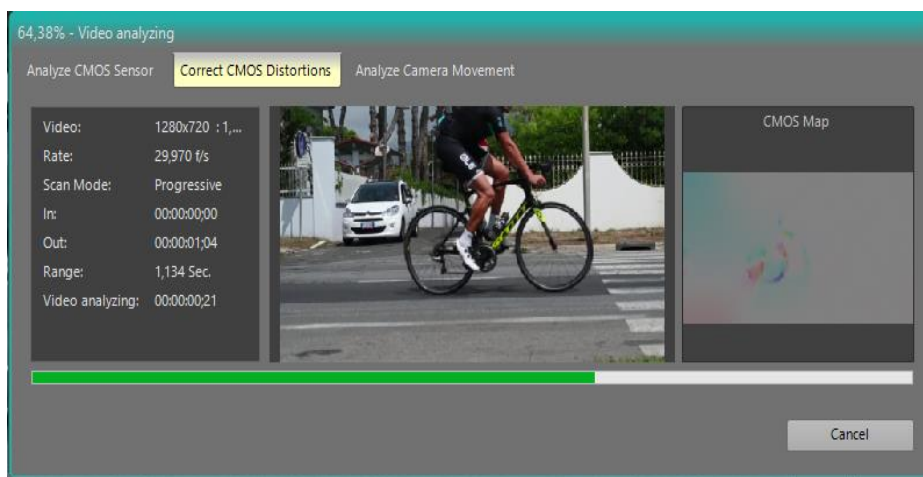 64,38% - Video analyzing
Analyze CMOS Sensor Correct CMOS Distortions Analyze Camera Movement
Video: 1280x720 : 1,...
Rate: 29,970 f/s
Scan Mode: Progressive
In: 00:00:00;00
Out: 00:00:01;04
Range: 1,134 Sec.
Video analyzing: 00:00:00;21
CMOS Map
Cancel